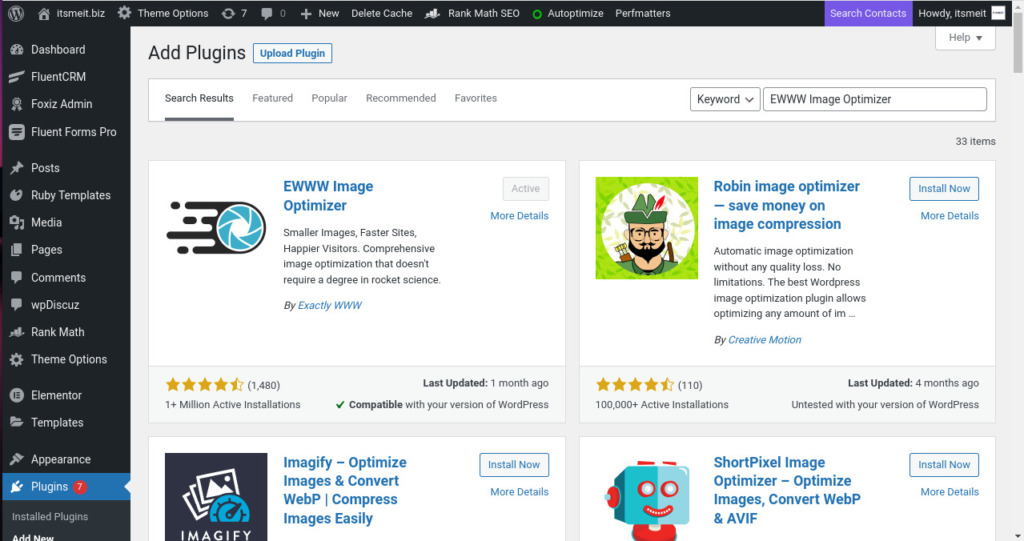 itsmeit.biz Theme Options 7 0 New Delete Cache Rank Math SEO Autoptimize Perfmatters Search Contacts Howdy, itsmeit
Dashboard
FluentCRM
Foxiz Admin
Fluent Forms Pro
Posts
Ruby Templates
Media
Pages
Comments
wpDiscuz
Rank Math
Theme Options
Elementor
Templates
Appearance
Plugins 7
Installed Plugins
Add New
Help
Add Plugins Upload Plugin
Search Results Featured Popular Recommended Favorites Keyword EWWW Image Optimizer
33 items
EWWW Image
Optimizer
Active
More Details
Smaller Images, Faster Sites,
Happier Visitors. Comprehensive
image optimization that doesn't
require a degree in rocket science.
By Exactly WWW
(1,480)
1+ Million Active Installations
Last Updated: 1 month ago
Compatible with your version of WordPress
Robin image optimizer
— save money on
image compression
Install Now
More Details
Automatic image optimization
without any quality loss. No
limitations. The best Wordpress
image optimization plugin allows
optimizing any amount of im …
By Creative Motion
(110)
100,000+ Active Installations
Last Updated: 4 months ago
Untested with your version of WordPress
IMAGIFY
Imagify – Optimize
Images & Convert
WebP | Compress
Images Easily
Install Now
More Details
ShortPixel Image
Optimizer – Optimize
Images, Convert WebP
& AVIF
Install Now
More Details